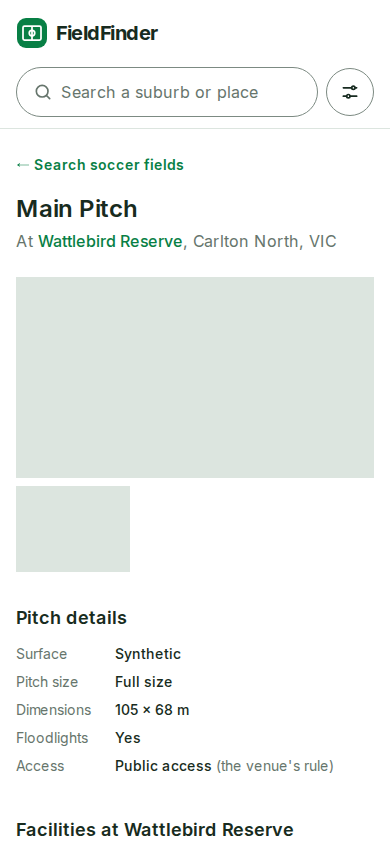 FieldFinder
Search a suburb or place
← Search soccer fields
Main Pitch
At Wattlebird Reserve, Carlton North, VIC
Pitch details
Surface Synthetic
Pitch size Full size
Dimensions 105 × 68 m
Floodlights Yes
Access Public access (the venue's rule)
Facilities at Wattlebird Reserve